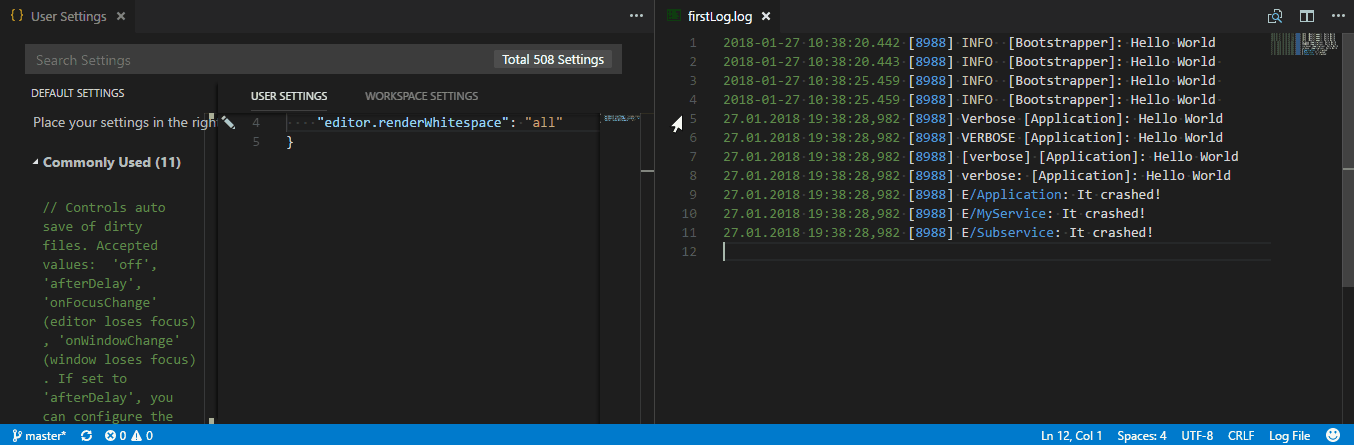 { } User Settings ×
Search Settings
Total 508 Settings
DEFAULT SETTINGS
Place your settings in the righ
Commonly Used (11)
// Controls auto
save of dirty
files. Accepted
values:  'off',
'afterDelay',
'onFocusChange'
(editor loses focus)
, 'onWindowChange'
(window loses focus)
. If set to
'afterDelay', you
can configure the
USER SETTINGS WORKSPACE SETTINGS
4 ····"editor.renderWhitespace":·"all"
5 }
firstLog.log ×
1 2018-01-27·10:38:20.442·[8988]·INFO··[Bootstrapper]:·Hello·World
2 2018-01-27·10:38:20.443·[8988]·INFO··[Bootstrapper]:·Hello·World·
3 2018-01-27·10:38:25.459·[8988]·INFO··[Bootstrapper]:·Hello·World·
4 2018-01-27·10:38:25.459·[8988]·INFO··[Bootstrapper]:·Hello·World·
5 27.01.2018·19:38:28,982·[8988]·Verbose·[Application]:·Hello·World
6 27.01.2018·19:38:28,982·[8988]·VERBOSE·[Application]:·Hello·World
7 27.01.2018·19:38:28,982·[8988]·[verbose]·[Application]:·Hello·World
8 27.01.2018·19:38:28,982·[8988]·verbose:·[Application]:·Hello·World
9 27.01.2018·19:38:28,982·[8988]·E/Application:·It·crashed!
10 27.01.2018·19:38:28,982·[8988]·E/MyService:·It·crashed!
11 27.01.2018·19:38:28,982·[8988]·E/Subservice:·It·crashed!
12
master* 0 0 Ln 12, Col 1 Spaces: 4 UTF-8 CRLF Log File